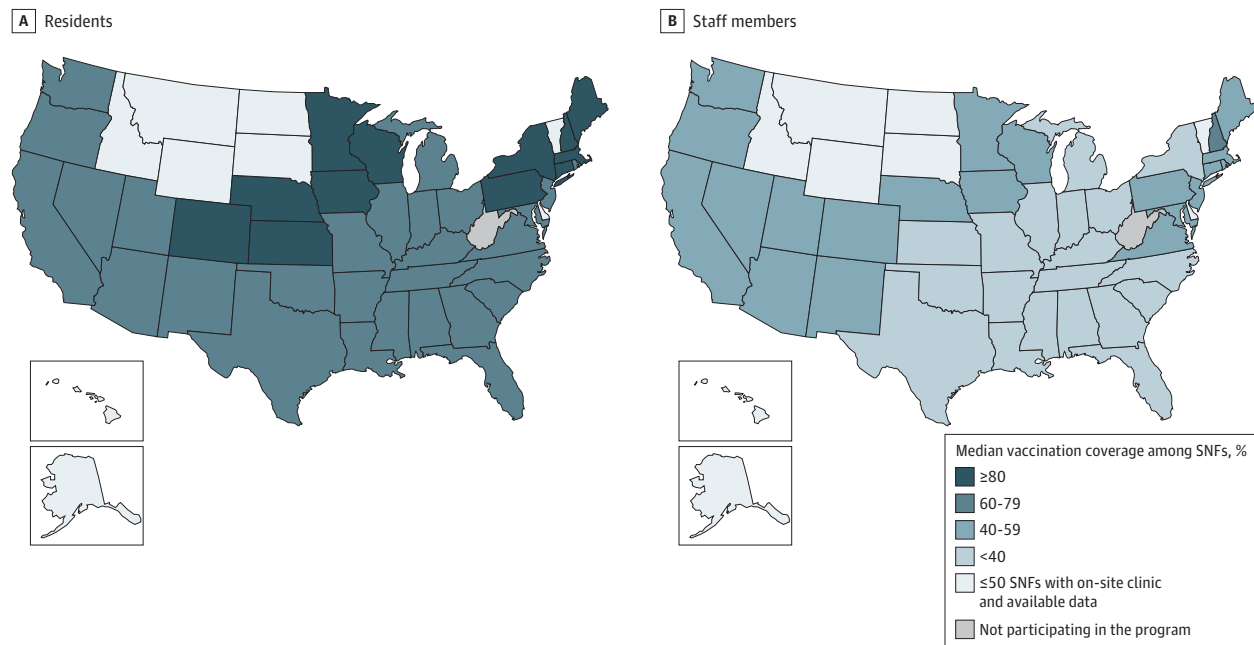 A Residents
B Staff members
Median vaccination coverage among SNFs, %
≥80
60-79
40-59
<40
≤50 SNFs with on-site clinic
and available data
Not participating in the program